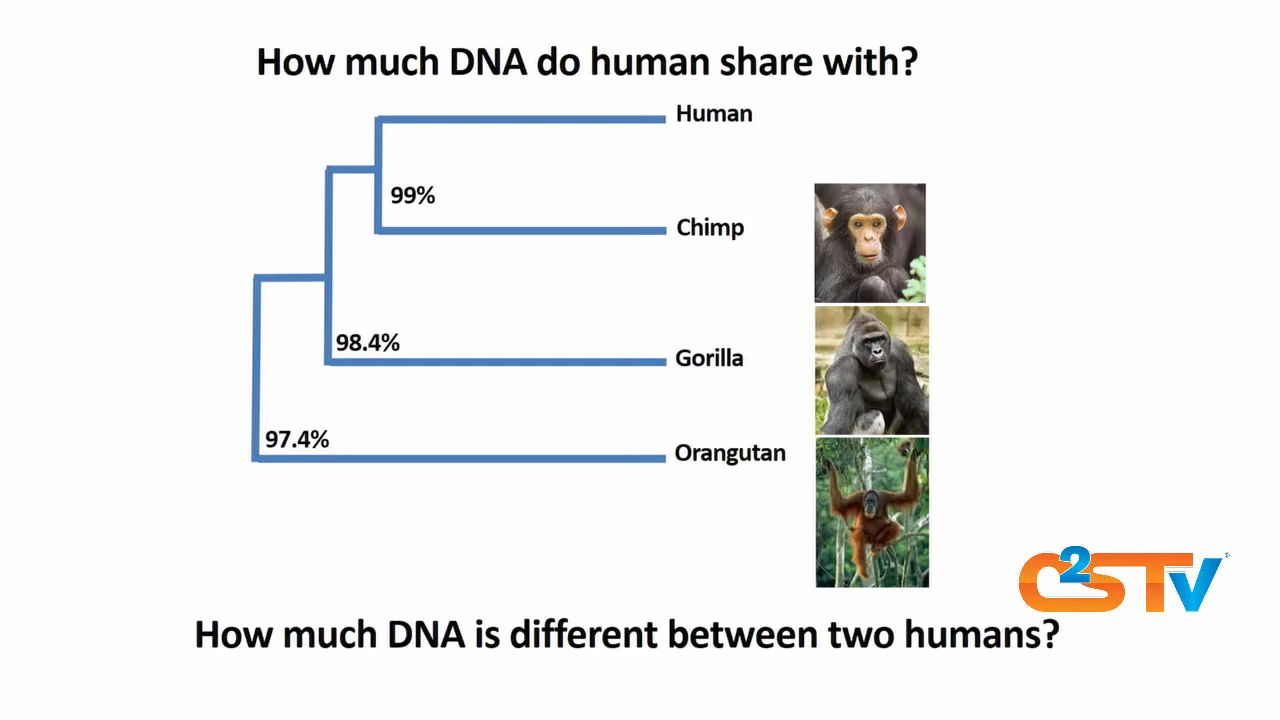 How much DNA do human share with?
Human
99%
Chimp
98.4%
Gorilla
97.4%
Orangutan
C2STV
How much DNA is different between two humans?